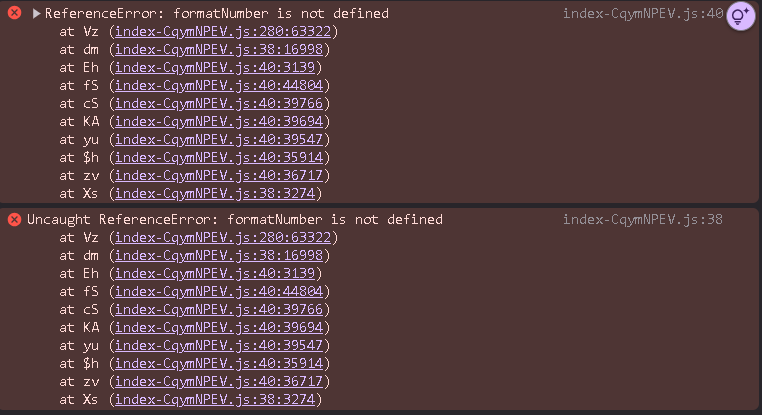 ReferenceError: formatNumber is not defined index-CqymNPEV.js:40
at Vz (index-CqymNPEV.js:280:63322)
at dm (index-CqymNPEV.js:38:16998)
at Eh (index-CqymNPEV.js:40:3139)
at fS (index-CqymNPEV.js:40:44804)
at cS (index-CqymNPEV.js:40:39766)
at KA (index-CqymNPEV.js:40:39694)
at yu (index-CqymNPEV.js:40:39547)
at $h (index-CqymNPEV.js:40:35914)
at zv (index-CqymNPEV.js:40:36717)
at Xs (index-CqymNPEV.js:38:3274)
Uncaught ReferenceError: formatNumber is not defined index-CqymNPEV.js:38
at Vz (index-CqymNPEV.js:280:63322)
at dm (index-CqymNPEV.js:38:16998)
at Eh (index-CqymNPEV.js:40:3139)
at fS (index-CqymNPEV.js:40:44804)
at cS (index-CqymNPEV.js:40:39766)
at KA (index-CqymNPEV.js:40:39694)
at yu (index-CqymNPEV.js:40:39547)
at $h (index-CqymNPEV.js:40:35914)
at zv (index-CqymNPEV.js:40:36717)
at Xs (index-CqymNPEV.js:38:3274)